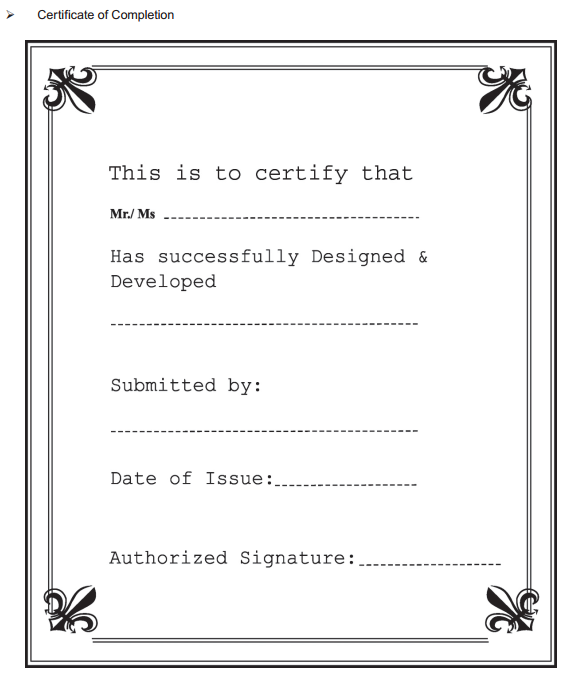 ➢ Certificate of Completion
This is to certify that
Mr./ Ms ------------------------------------
Has successfully Designed &
Developed
-------------------------------------------
Submitted by:
-------------------------------------------
Date of Issue:--------------------
Authorized Signature:--------------------